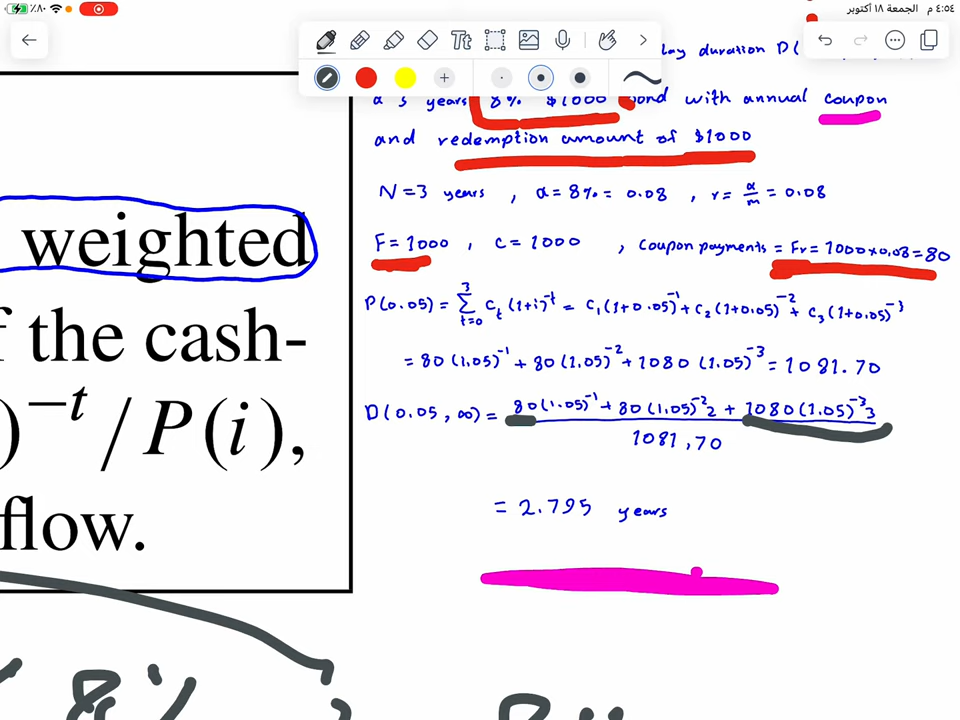 ٪٨٠
٤:٥٤ م الجمعة ١٨ أكتوبر
Tt
duration D(
a 3 years 8% $1000 bond with annual coupon
and redemption amount of $1000
N=3 years , α=8%=0.08 , r=α/m=0.08
F=1000 , C=1000 , Coupon payments = Fr=1000×0.08=80
P(0.05)=∑_{t=0}^{3} C_t(1+i)^{-t} = C_1(1+0.05)^{-1}+C_2(1+0.05)^{-2}+C_3(1+0.05)^{-3}
=80(1.05)^{-1}+80(1.05)^{-2}+1080(1.05)^{-3}=1081.70
D(0.05,∞)= 80(1.05)^{-1}+80(1.05)^{-2}2+1080(1.05)^{-3}3
1081,70
=2.795 years
weighted
f the cash-
)^{-t}/P(i),
flow.
8%